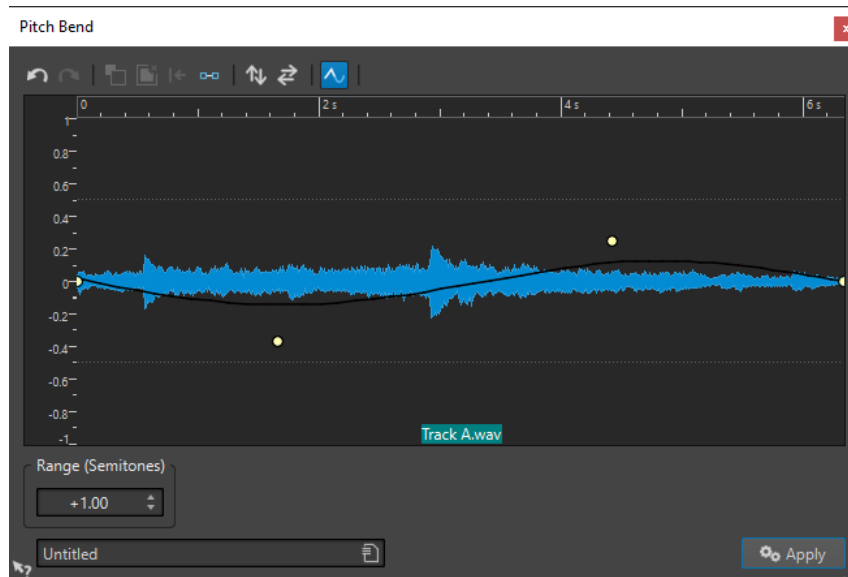 Pitch Bend
0 2 s 4 s 6 s
1
0.8
0.6
0.4
0.2
0
-0.2
-0.4
-0.6
-0.8
-1
Track A.wav
Range (Semitones)
+1.00
Untitled
Apply